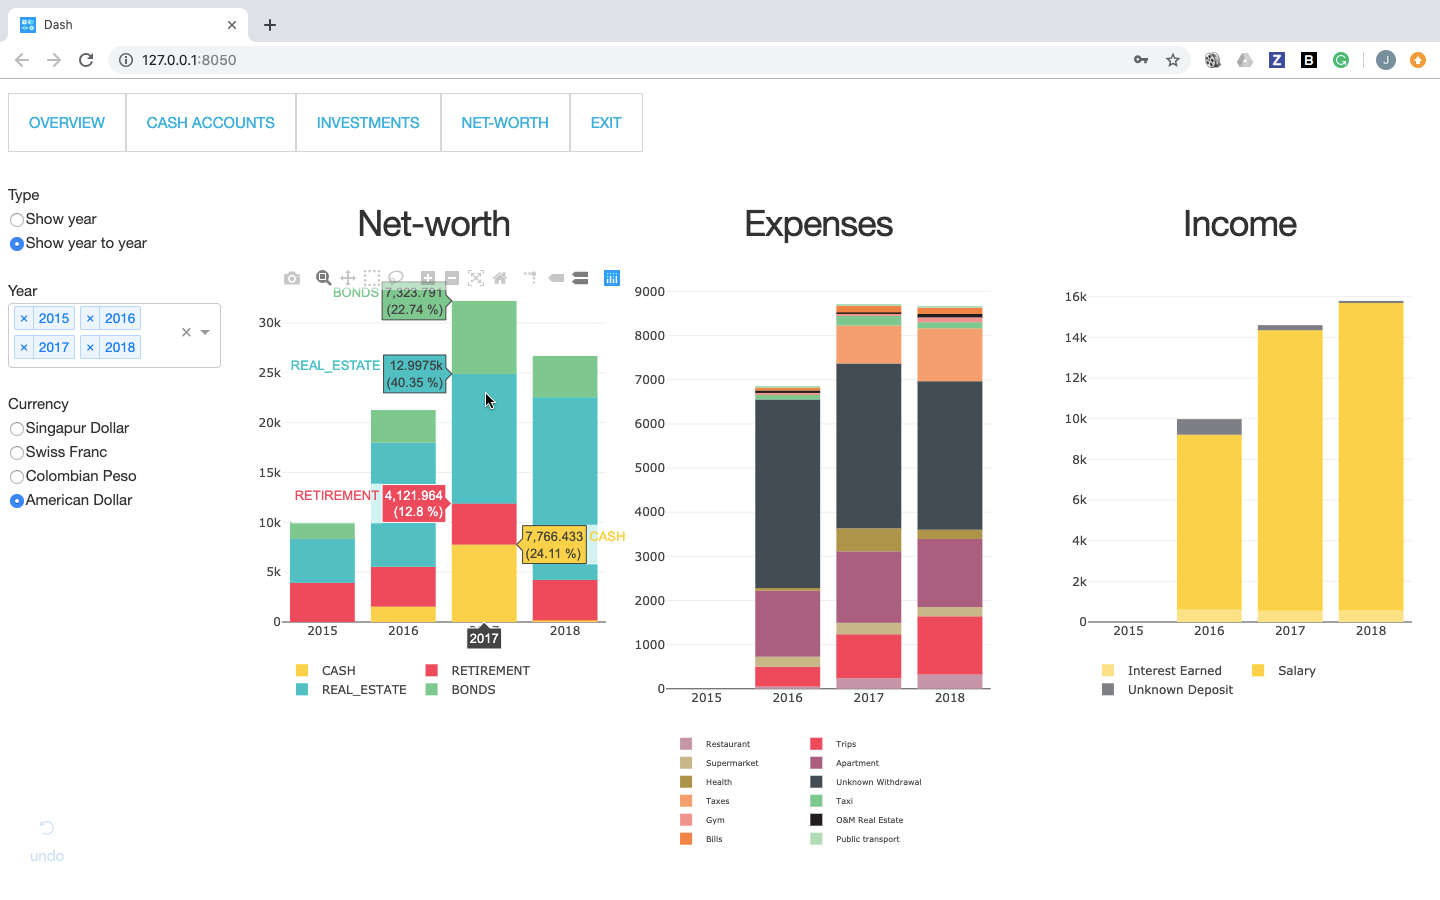 Dash
127.0.0.1:8050
Z
B
J
OVERVIEW
CASH ACCOUNTS
INVESTMENTS
NET-WORTH
EXIT
Type
Show year
Show year to year
Year
× 2015 × 2016
× 2017 × 2018
Currency
Singapur Dollar
Swiss Franc
Colombian Peso
American Dollar
undo
Net-worth
BONDS 7,323.791
(22.74 %)
30k
REAL_ESTATE 12.9975k
(40.35 %)
25k
20k
15k
RETIREMENT 4,121.964
(12.8 %)
10k
7,766.433 CASH
(24.11 %)
5k
0
2015 2016 2017 2018
CASH RETIREMENT
REAL_ESTATE BONDS
Expenses
9000
8000
7000
6000
5000
4000
3000
2000
1000
0
2015 2016 2017 2018
Restaurant Trips
Supermarket Apartment
Health Unknown Withdrawal
Taxes Taxi
Gym O&M Real Estate
Bills Public transport
Income
16k
14k
12k
10k
8k
6k
4k
2k
0
2015 2016 2017 2018
Interest Earned Salary
Unknown Deposit